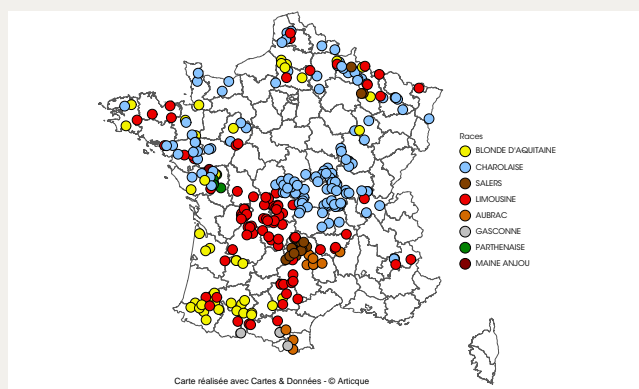 Races
BLONDE D'AQUITAINE
CHAROLAISE
SALERS
LIMOUSINE
AUBRAC
GASCONNE
PARTHENAISE
MAINE ANJOU
Carte réalisée avec Cartes & Données - © Articque